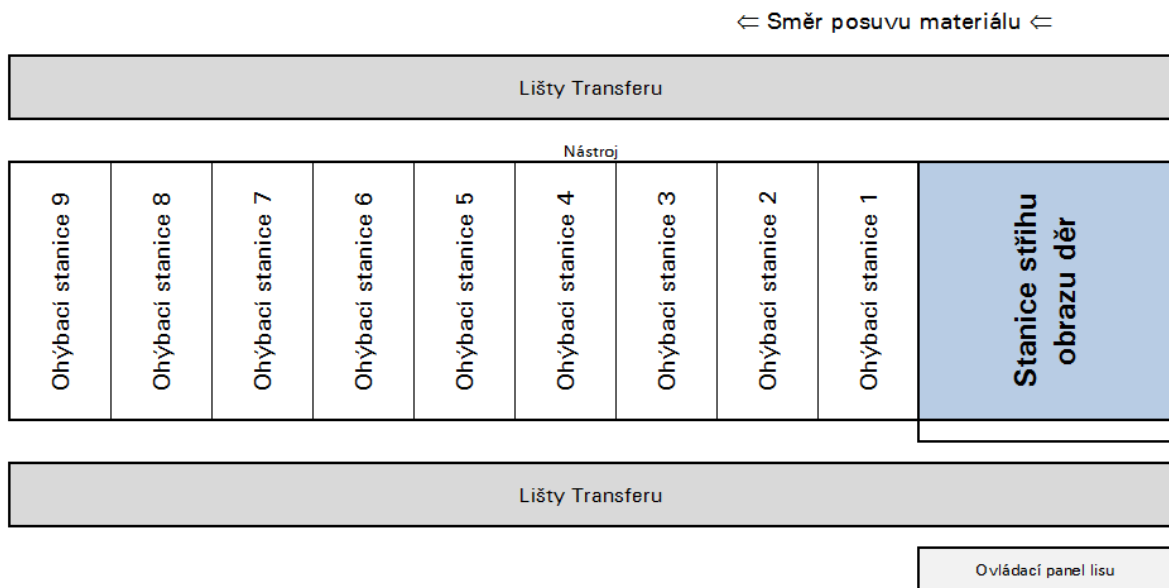 ⇐ Směr posuvu materiálu ⇐
Lišty Transferu
Nástroj
Ohýbací stanice 9
Ohýbací stanice 8
Ohýbací stanice 7
Ohýbací stanice 6
Ohýbací stanice 5
Ohýbací stanice 4
Ohýbací stanice 3
Ohýbací stanice 2
Ohýbací stanice 1
Stanice střihu
obrazu děr
Lišty Transferu
Ovládací panel lisu